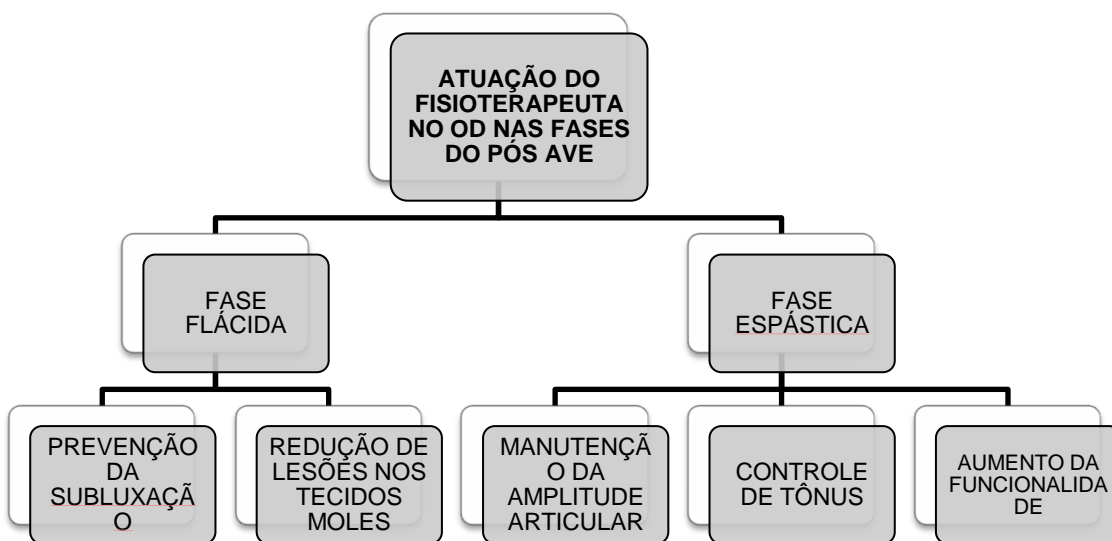 ATUAÇÃO DO
FISIOTERAPEUTA
NO OD NAS FASES
DO PÓS AVE
FASE
FLÁCIDA
FASE
ESPÁSTICA
PREVENÇÃO
DA
SUBLUXAÇÃ
O
REDUÇÃO DE
LESÕES NOS
TECIDOS
MOLES
MANUTENÇÃ
O DA
AMPLITUDE
ARTICULAR
CONTROLE
DE TÔNUS
AUMENTO DA
FUNCIONALIDA
DE